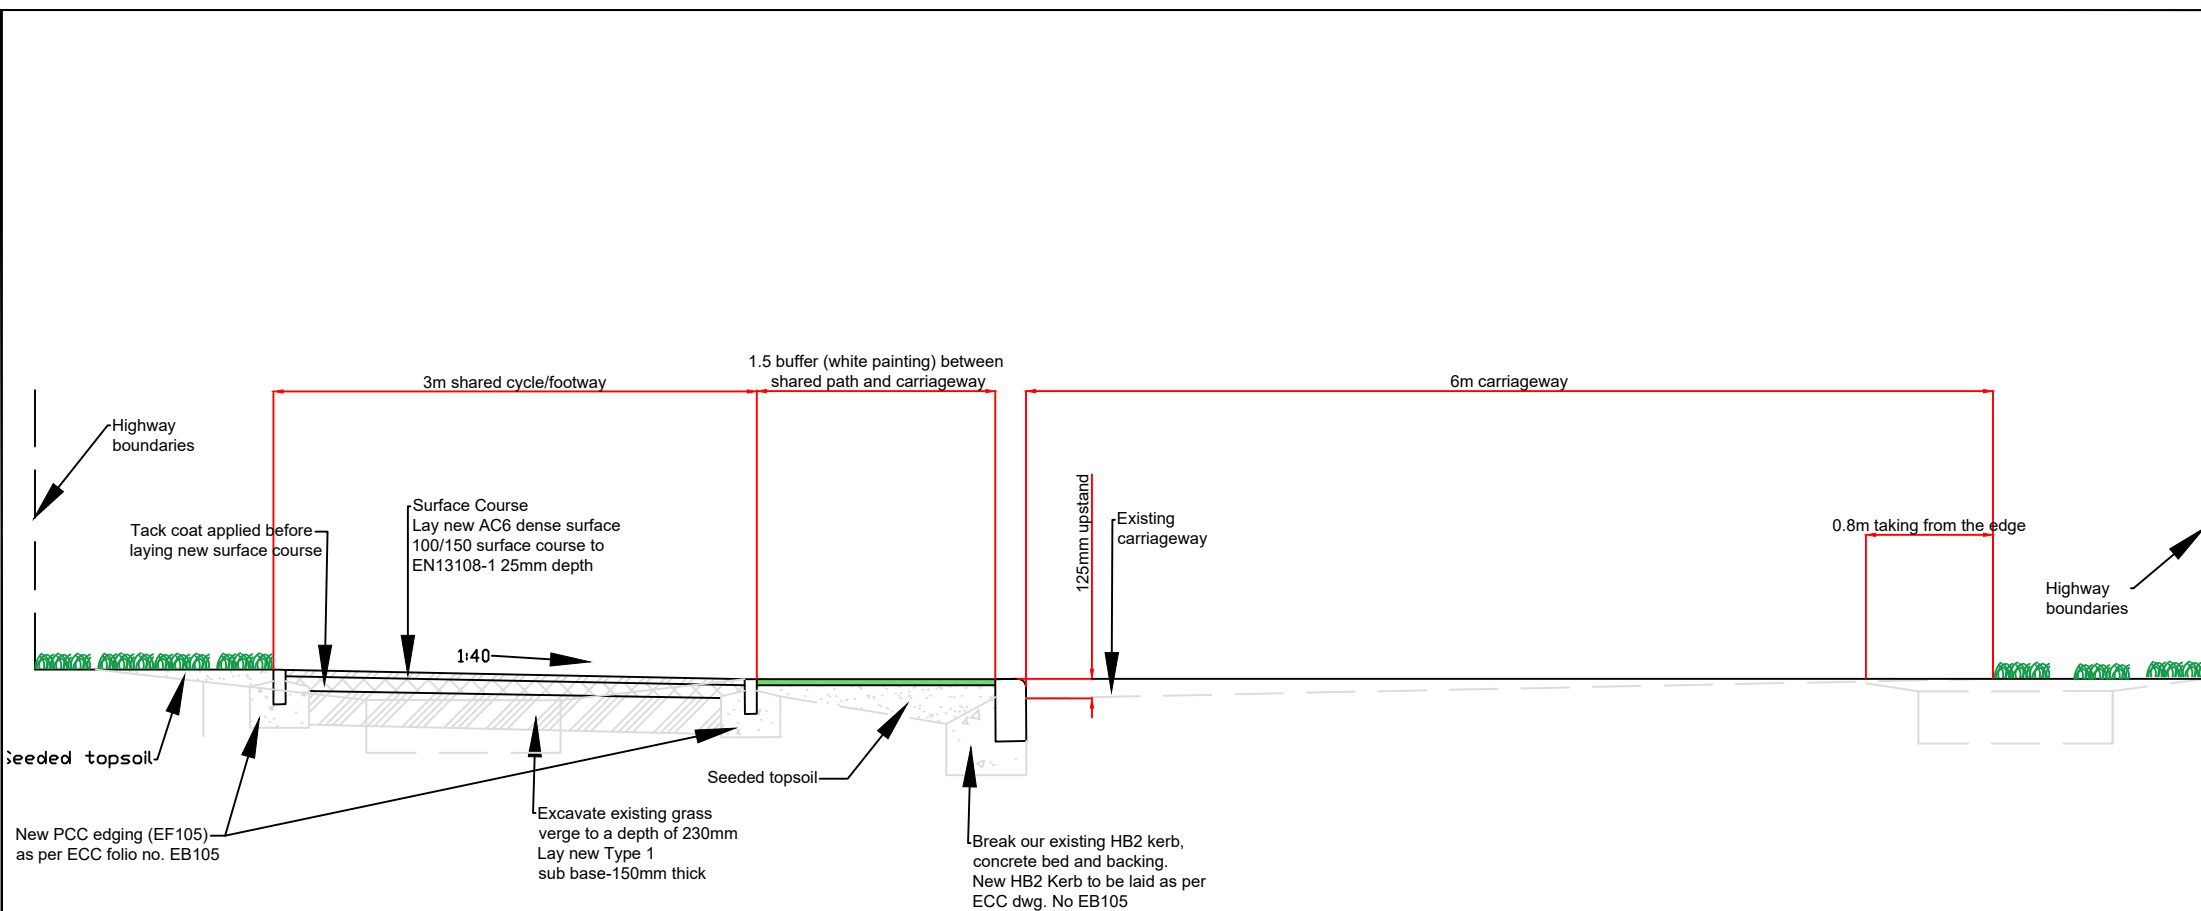 1.5 buffer (white painting) between
shared path and carriageway
3m shared cycle/footway
6m carriageway
Highway
boundaries
Tack coat applied before
laying new surface course
Surface Course
Lay new AC6 dense surface
100/150 surface course to
EN13108-1 25mm depth
125mm upstand
Existing
carriageway
0.8m taking from the edge
Highway
boundaries
1:40
Seeded topsoil
Seeded topsoil
New PCC edging (EF105)
as per ECC folio no. EB105
Excavate existing grass
verge to a depth of 230mm
Lay new Type 1
sub base-150mm thick
Break our existing HB2 kerb,
concrete bed and backing.
New HB2 Kerb to be laid as per
ECC dwg. No EB105